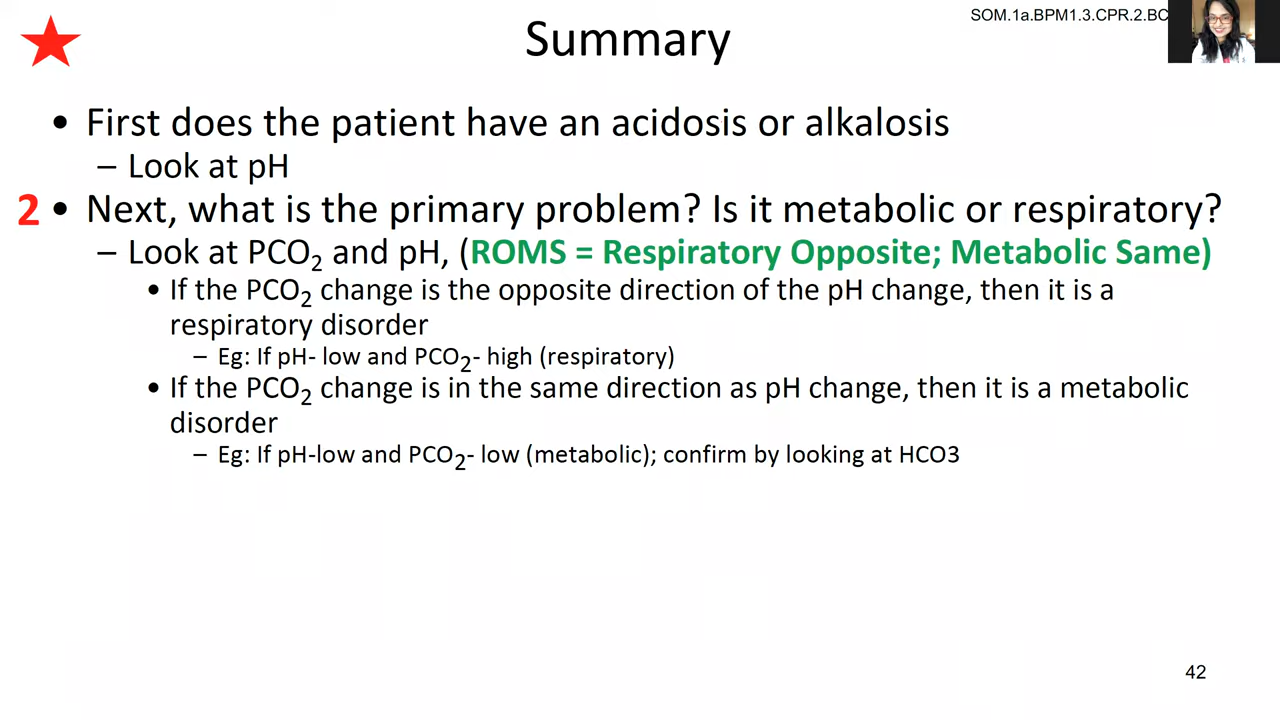 SOM.1a.BPM1.3.CPR.2.BC
Summary
• First does the patient have an acidosis or alkalosis
– Look at pH
2 • Next, what is the primary problem? Is it metabolic or respiratory?
– Look at PCO₂ and pH, (ROMS = Respiratory Opposite; Metabolic Same)
• If the PCO₂ change is the opposite direction of the pH change, then it is a
respiratory disorder
– Eg: If pH- low and PCO₂- high (respiratory)
• If the PCO₂ change is in the same direction as pH change, then it is a metabolic
disorder
– Eg: If pH-low and PCO₂- low (metabolic); confirm by looking at HCO3
42